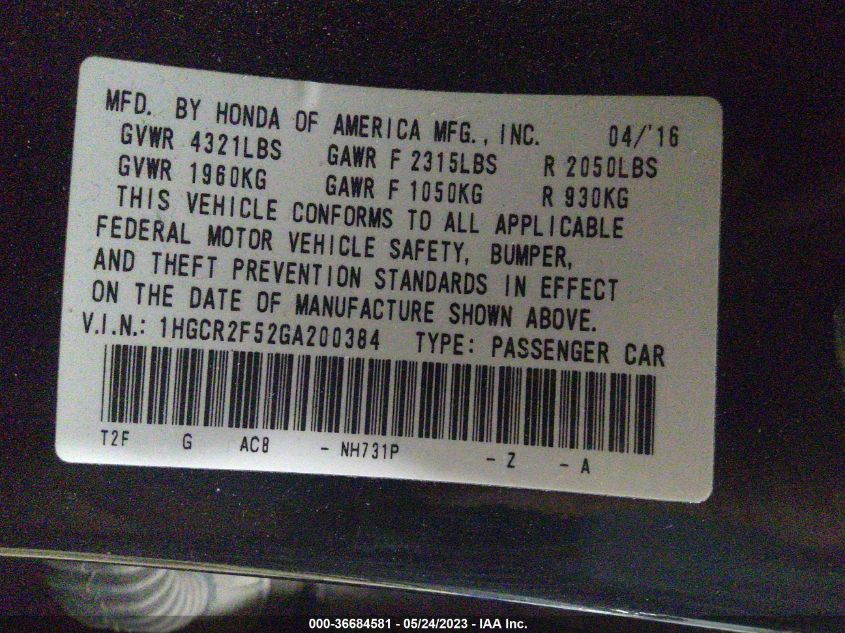 MFD. BY HONDA OF AMERICA MFG., INC. 04/'16
GVWR 4321LBS GAWR F 2315LBS R 2050LBS
GVWR 1960KG GAWR F 1050KG R 930KG
THIS VEHICLE CONFORMS TO ALL APPLICABLE
FEDERAL MOTOR VEHICLE SAFETY, BUMPER,
AND THEFT PREVENTION STANDARDS IN EFFECT
ON THE DATE OF MANUFACTURE SHOWN ABOVE.
V.I.N.: 1HGCR2F52GA200384 TYPE: PASSENGER CAR
T2F G AC8 - NH731P - Z - A
000-36684581 - 05/24/2023 - IAA Inc.